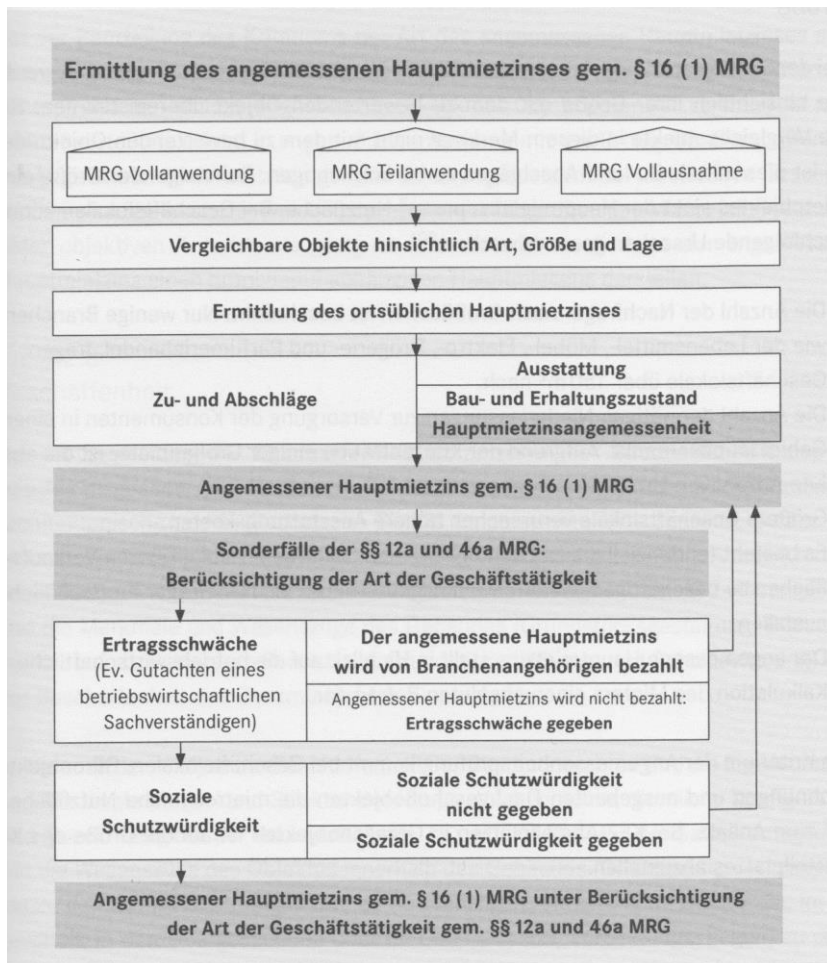 Ermittlung des angemessenen Hauptmietzinses gem. § 16 (1) MRG
MRG Vollanwendung
MRG Teilanwendung
MRG Vollausnahme
Vergleichbare Objekte hinsichtlich Art, Größe und Lage
Ermittlung des ortsüblichen Hauptmietzinses
Zu- und Abschläge
Ausstattung
Bau- und Erhaltungszustand
Hauptmietzinsangemessenheit
Angemessener Hauptmietzins gem. § 16 (1) MRG
Sonderfälle der §§ 12a und 46a MRG:
Berücksichtigung der Art der Geschäftstätigkeit
Ertragsschwäche
(Ev. Gutachten eines
betriebswirtschaftlichen
Sachverständigen)
Der angemessene Hauptmietzins
wird von Branchenangehörigen bezahlt
Angemessener Hauptmietzins wird nicht bezahlt:
Ertragsschwäche gegeben
Soziale
Schutzwürdigkeit
Soziale Schutzwürdigkeit
nicht gegeben
Soziale Schutzwürdigkeit gegeben
Angemessener Hauptmietzins gem. § 16 (1) MRG unter Berücksichtigung
der Art der Geschäftstätigkeit gem. §§ 12a und 46a MRG